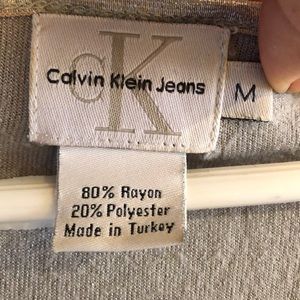 cK
Calvin Klein Jeans
M
80% Rayon
20% Polyester
Made in Turkey